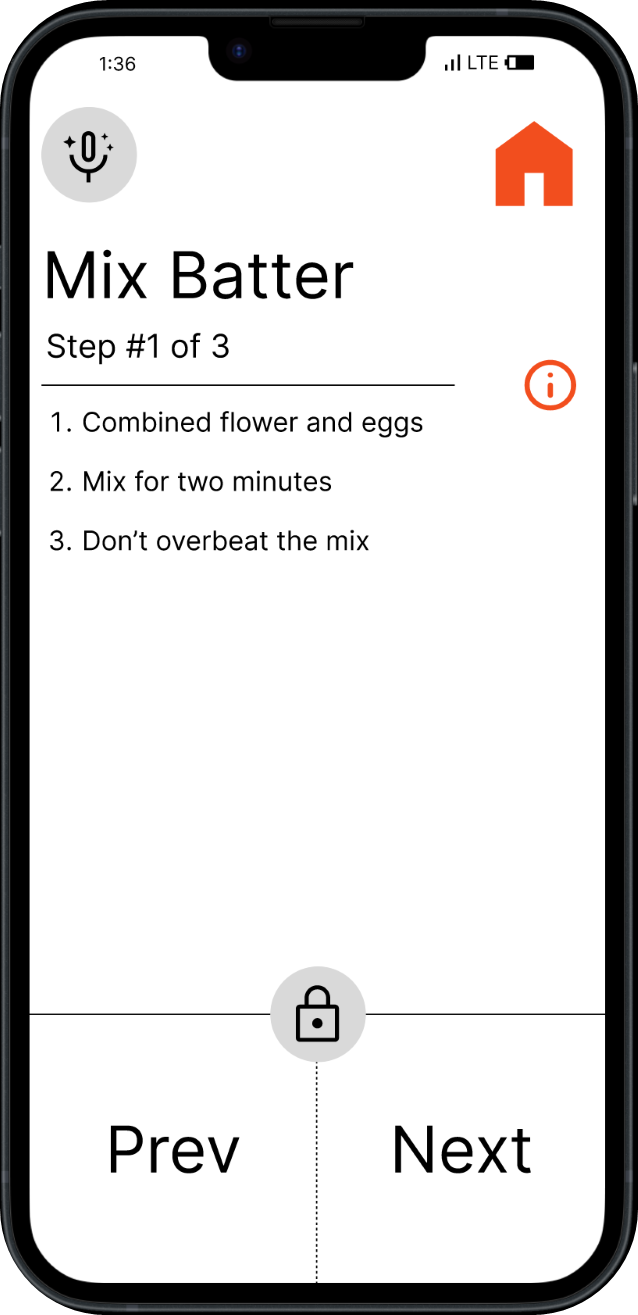 1:36
LTE
Mix Batter
Step #1 of 3
1. Combined flower and eggs
2. Mix for two minutes
3. Don’t overbeat the mix
Prev
Next